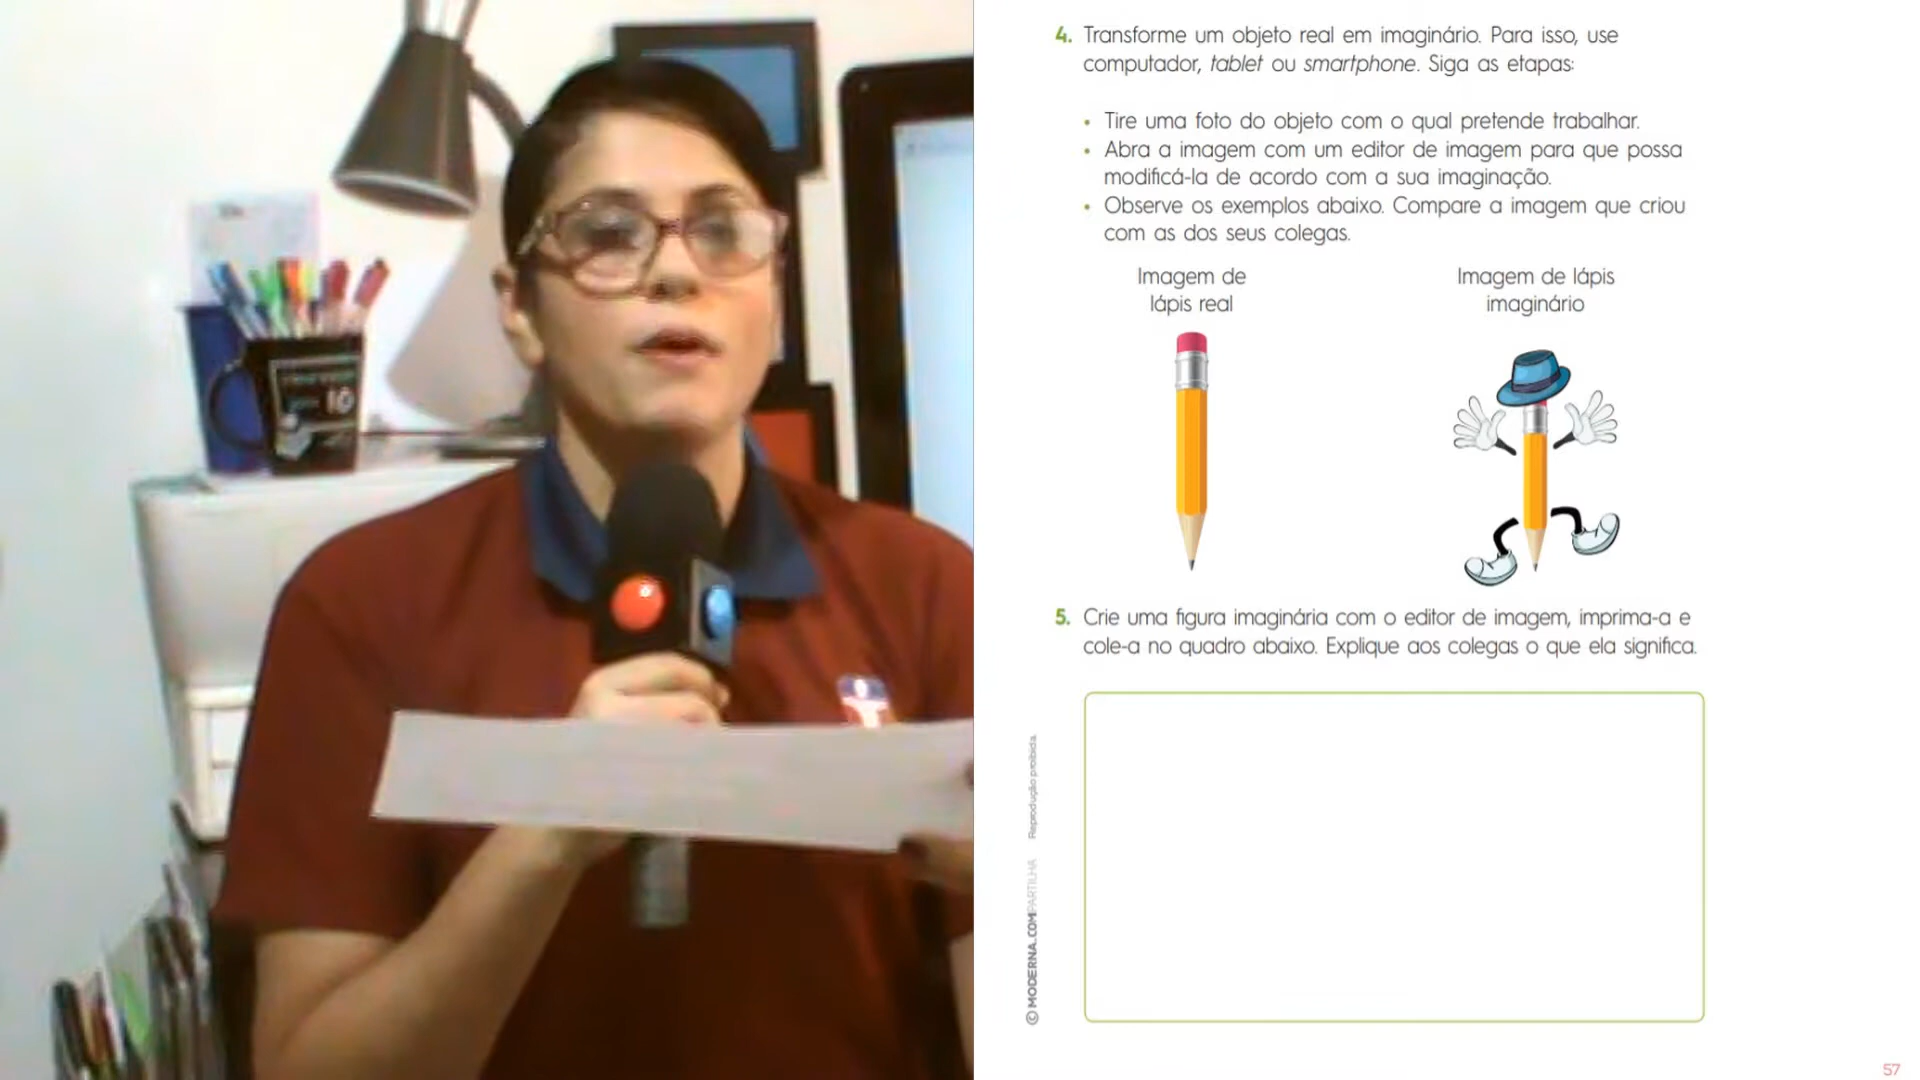 4. Transforme um objeto real em imaginário. Para isso, use
computador, tablet ou smartphone. Siga as etapas:
• Tire uma foto do objeto com o qual pretende trabalhar.
• Abra a imagem com um editor de imagem para que possa
modificá-la de acordo com a sua imaginação.
• Observe os exemplos abaixo. Compare a imagem que criou
com as dos seus colegas.
Imagem de
lápis real
Imagem de lápis
imaginário
5. Crie uma figura imaginária com o editor de imagem, imprima-a e
cole-a no quadro abaixo. Explique aos colegas o que ela significa.
© MODERNA.COMPARTILHA Reprodução proibida.
57
10